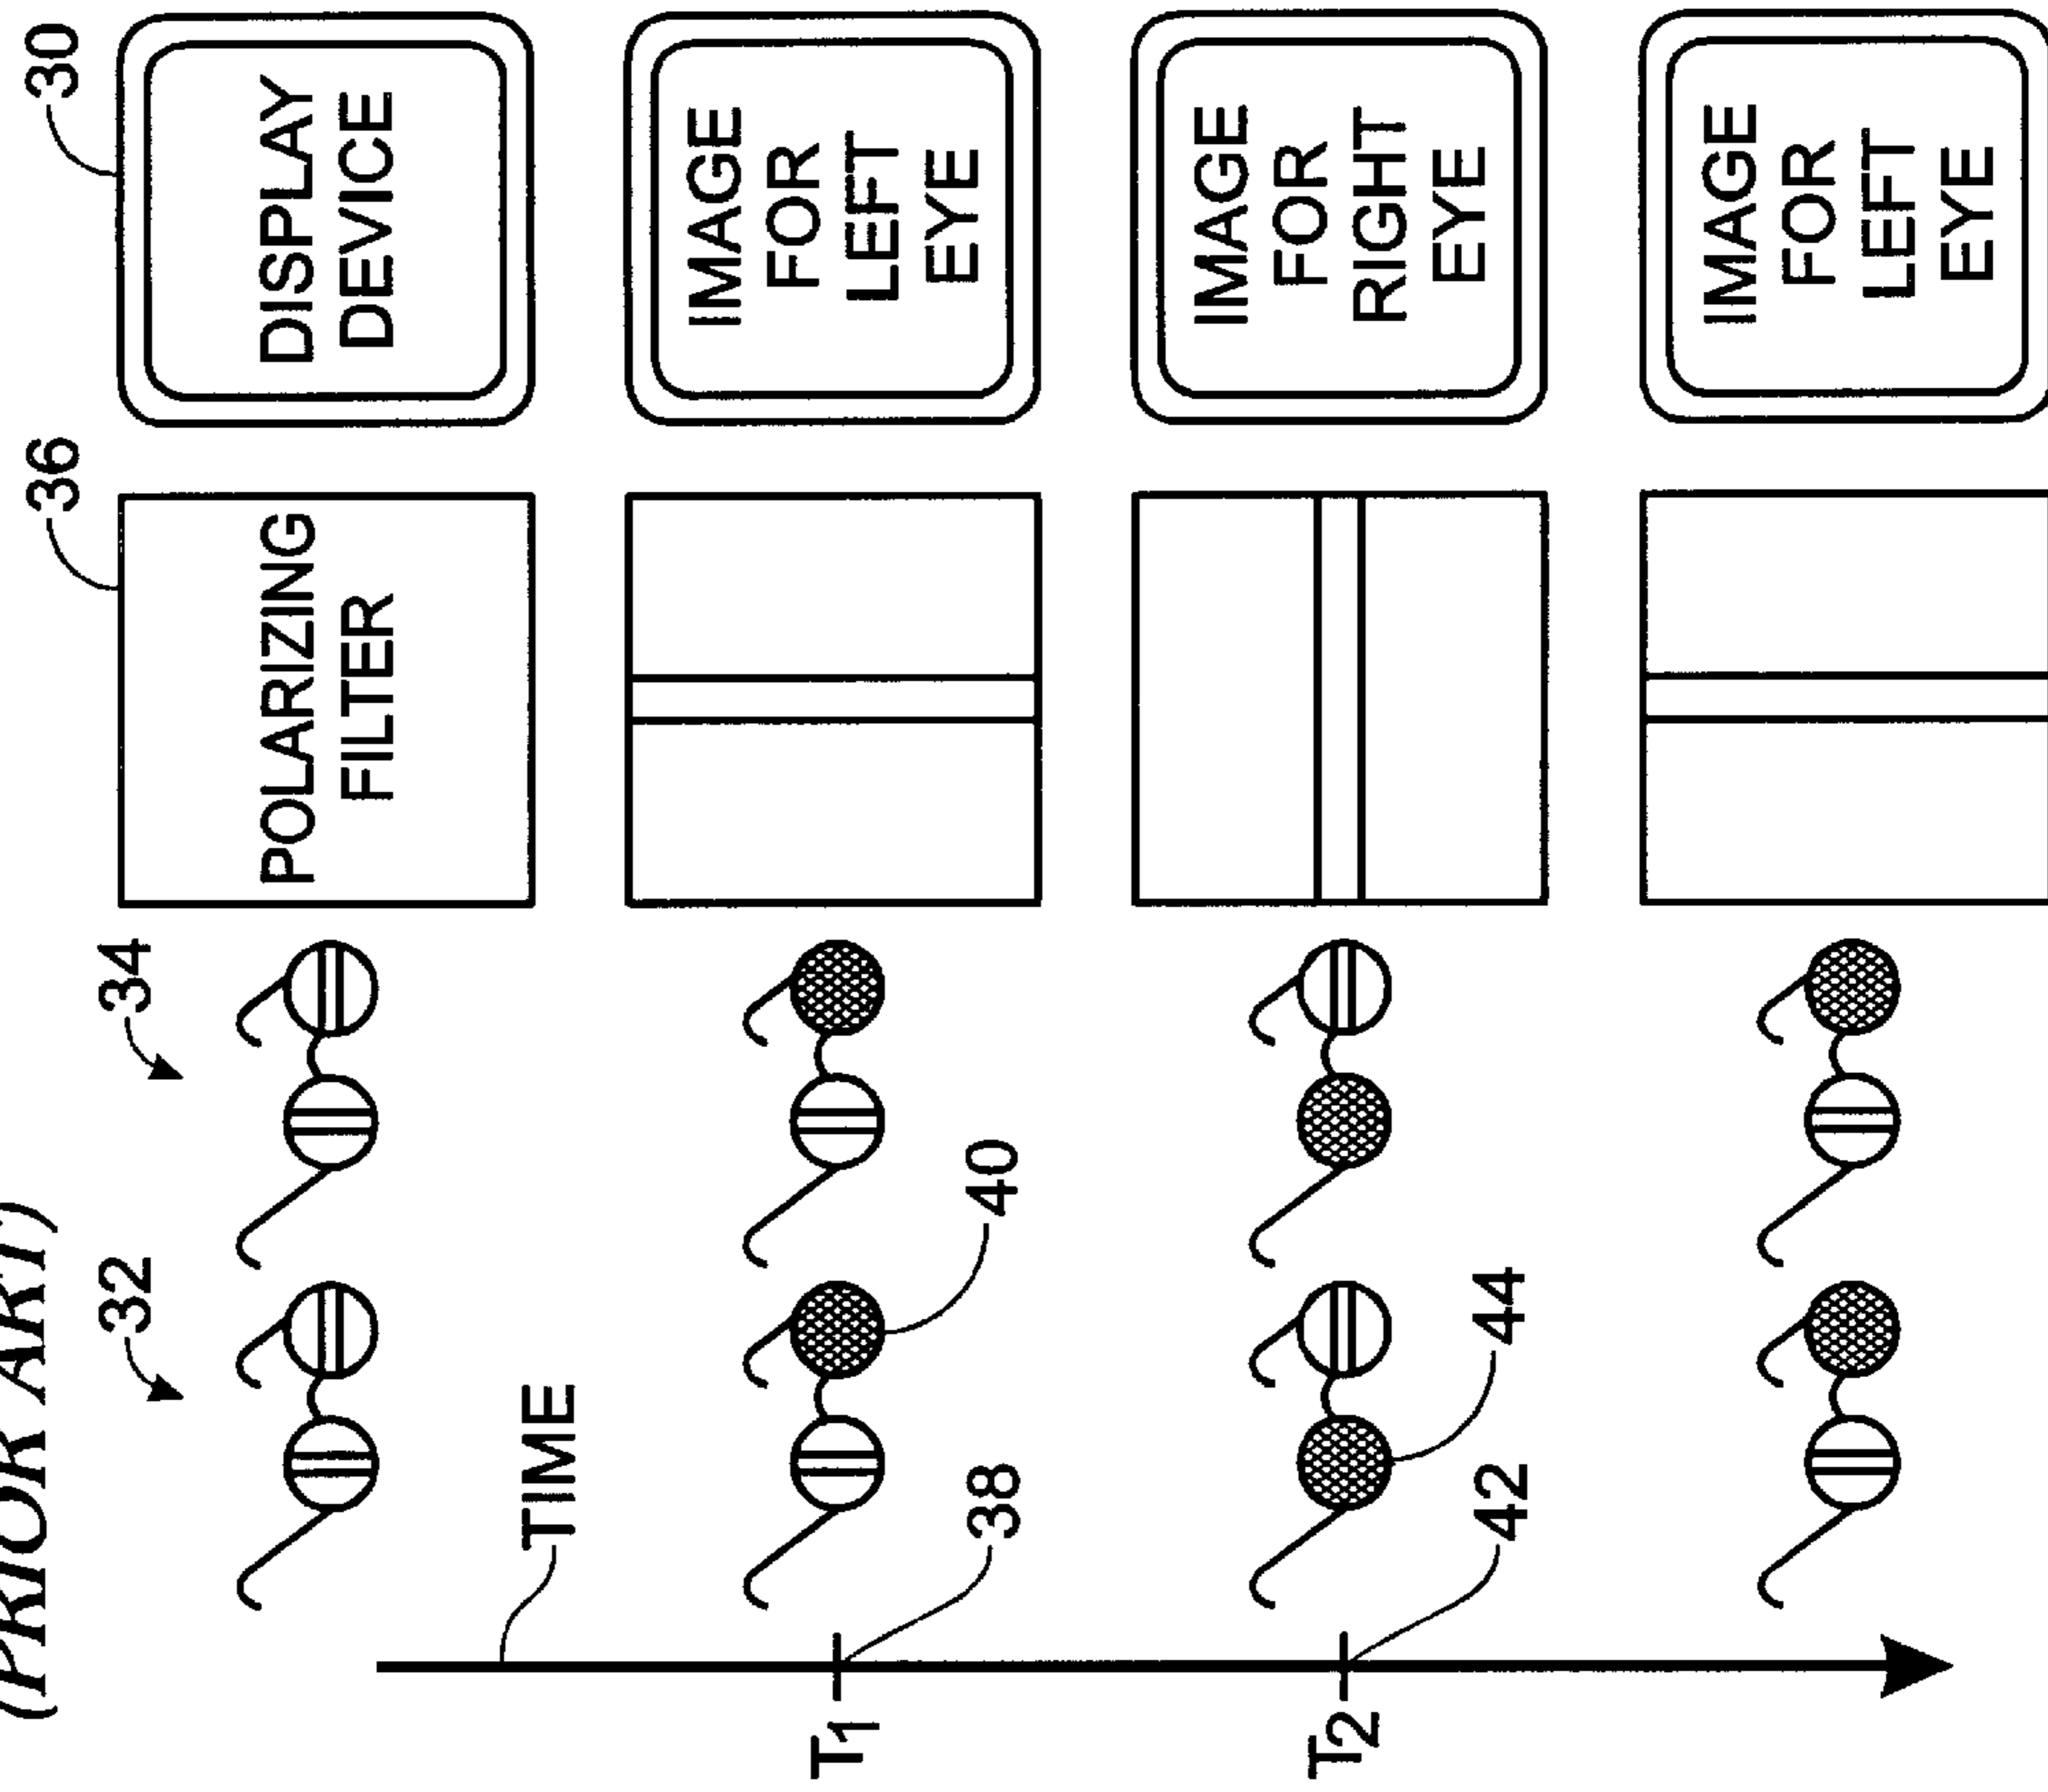 (PRIOR ART)
36
30
32
34
POLARIZING
FILTER
DISPLAY
DEVICE
TIME
T1
38
40
IMAGE
FOR
LEFT
EYE
T2
42
44
IMAGE
FOR
RIGHT
EYE
IMAGE
FOR
LEFT
EYE